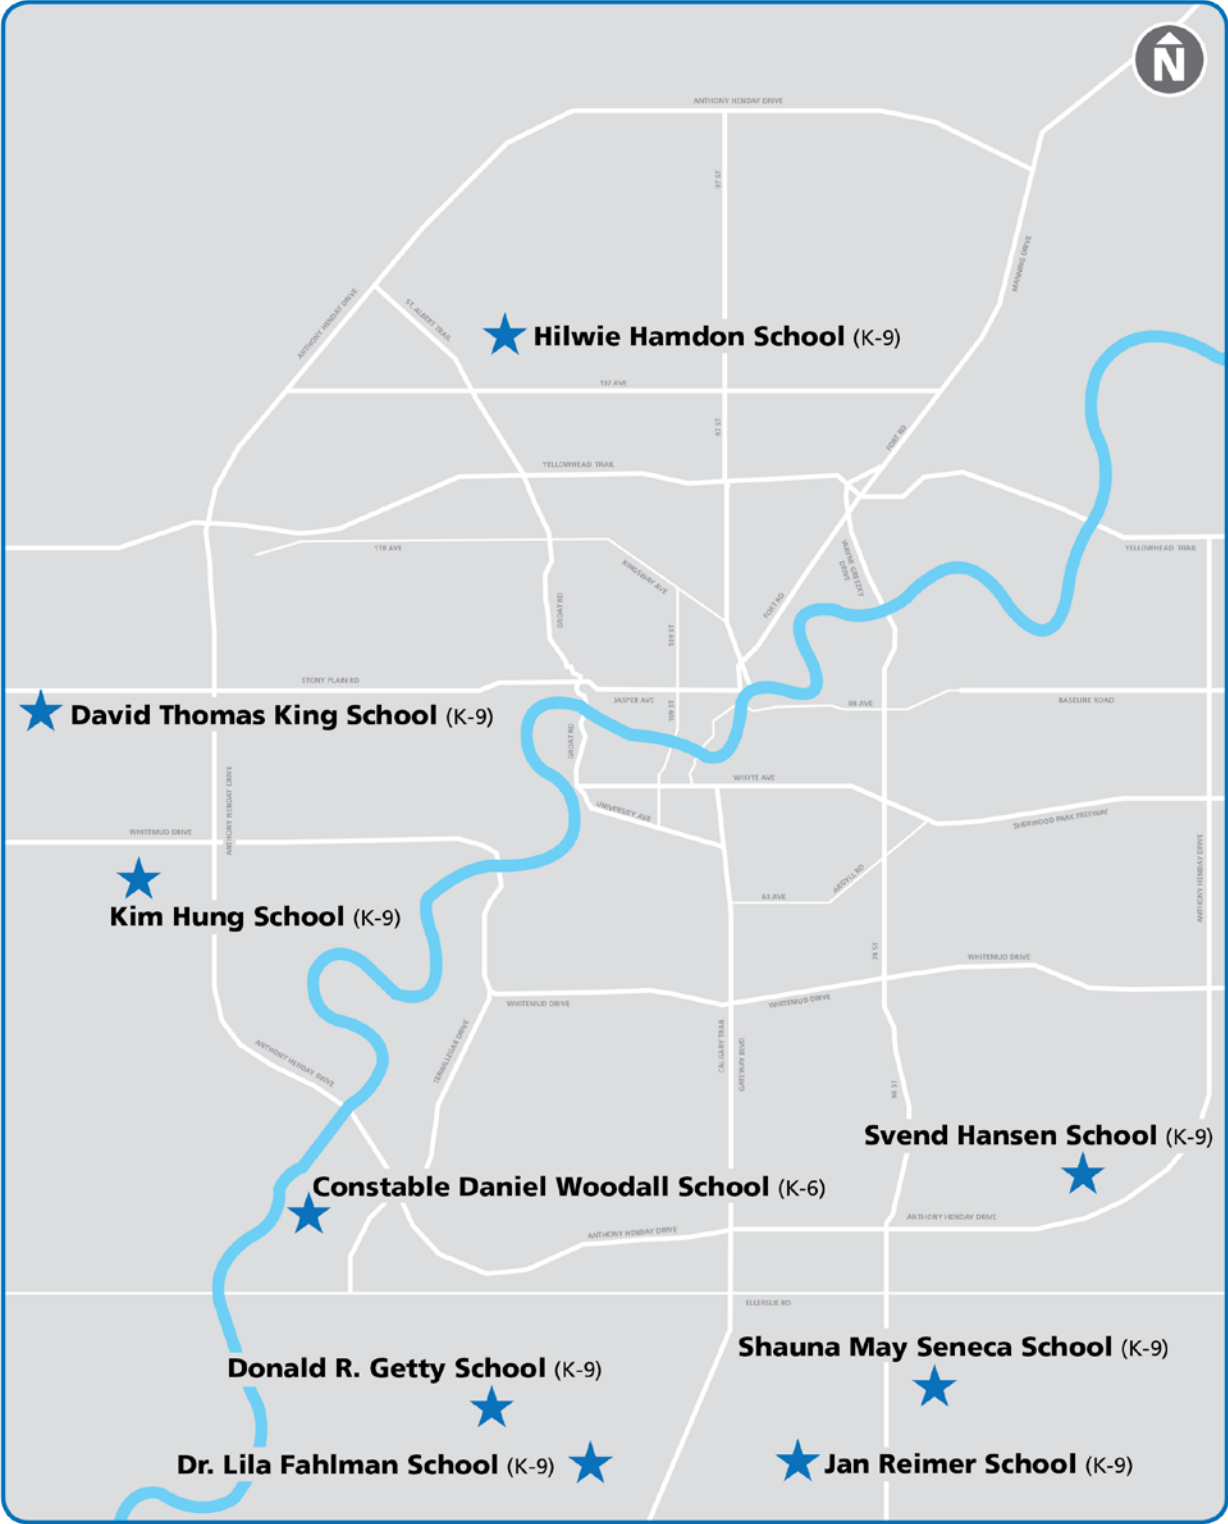 N
ANTHONY HENDAY DRIVE
97 ST
MANNING DRIVE
ANTHONY HENDAY DRIVE
ST. ALBERT TRAIL
Hilwie Hamdon School (K-9)
137 AVE
97 ST
FORT RD
YELLOWHEAD TRAIL
118 AVE
YELLOWHEAD TRAIL
KINGSWAY AVE
WAYNE GRETZKY
DRIVE
GROAT RD
FORT RD
109 ST
STONY PLAIN RD
JASPER AVE
109 ST
98 AVE
BASELINE ROAD
David Thomas King School (K-9)
GROAT RD
WHYTE AVE
ANTHONY HENDAY DRIVE
UNIVERSITY AVE
SHERWOOD PARK FREEWAY
WHITEMUD DRIVE
ANTHONY HENDAY DRIVE
ARGYLL RD
63 AVE
Kim Hung School (K-9)
WHITEMUD DRIVE
WHITEMUD DRIVE
WHITEMUD DRIVE
ANTHONY HENDAY DRIVE
TERWILLEGAR DRIVE
CALGARY TRAIL
GATEWAY BLVD
Svend Hansen School (K-9)
Constable Daniel Woodall School (K-6)
ANTHONY HENDAY DRIVE
ANTHONY HENDAY DRIVE
ELLERSLIE RD
Shauna May Seneca School (K-9)
Donald R. Getty School (K-9)
Dr. Lila Fahlman School (K-9)
Jan Reimer School (K-9)